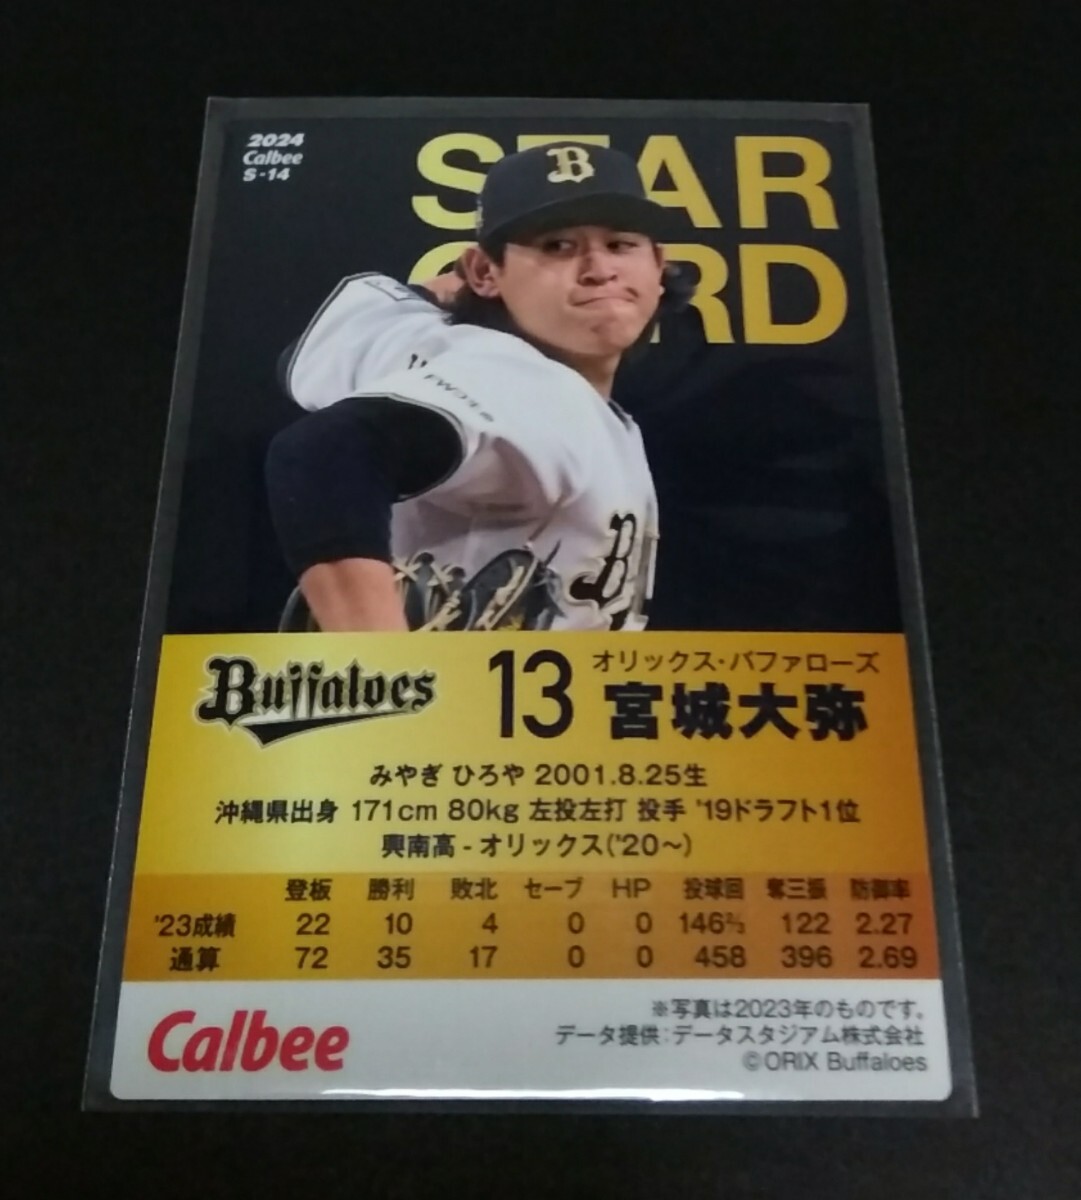 2024
Calbee
S-14
STAR
CARD
B
B
Buffaloes
13
オリックス・バファローズ
宮城大弥
みやぎ ひろや 2001.8.25生
沖縄県出身 171cm 80kg 左投左打 投手 '19ドラフト1位
興南高 - オリックス('20〜)
登板 勝利 敗北 セーブ HP 投球回 奪三振 防御率
'23成績 22 10 4 0 0 146⅔ 122 2.27
通算 72 35 17 0 0 458 396 2.69
Calbee
※写真は2023年のものです。
データ提供:データスタジアム株式会社
©ORIX Buffaloes